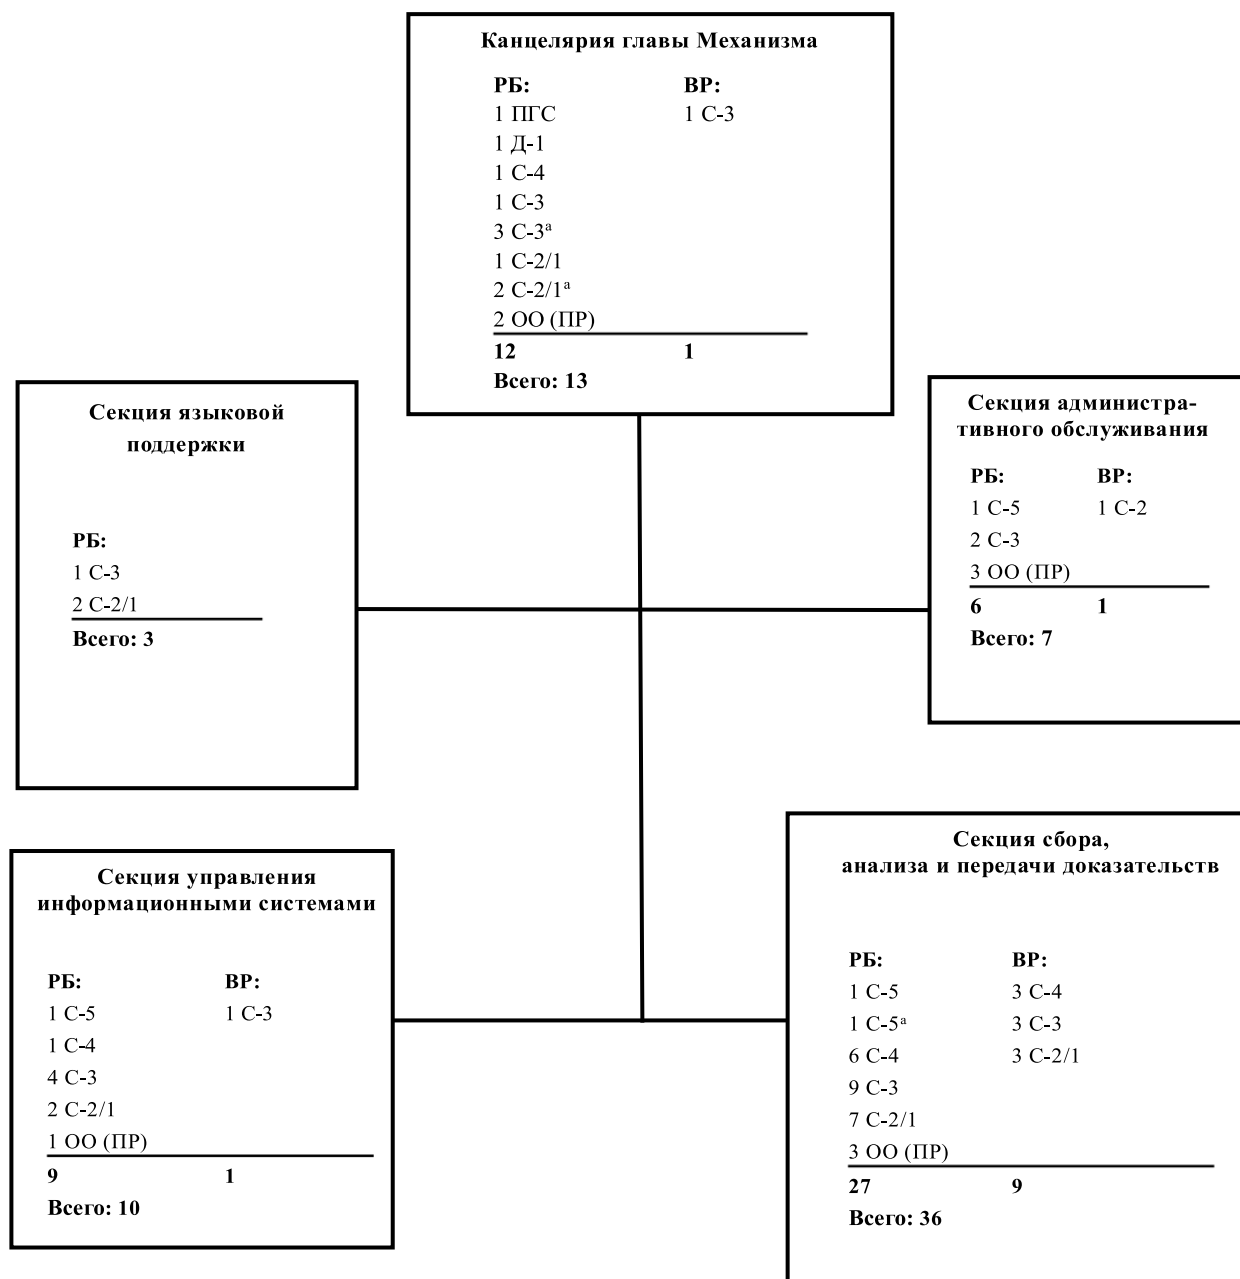 Канцелярия главы Механизма
РБ: ВР:
1 ПГС 1 С-3
1 Д-1
1 С-4
1 С-3
3 С-3ª
1 С-2/1
2 С-2/1ª
2 ОО (ПР)
12 1
Всего: 13
Секция языковой
поддержки
РБ:
1 С-3
2 С-2/1
Всего: 3
Секция администра-
тивного обслуживания
РБ: ВР:
1 С-5 1 С-2
2 С-3
3 ОО (ПР)
6 1
Всего: 7
Секция управления
информационными системами
РБ: ВР:
1 С-5 1 С-3
1 С-4
4 С-3
2 С-2/1
1 ОО (ПР)
9 1
Всего: 10
Секция сбора,
анализа и передачи доказательств
РБ: ВР:
1 С-5 3 С-4
1 С-5ª 3 С-3
6 С-4 3 С-2/1
9 С-3
7 С-2/1
3 ОО (ПР)
27 9
Всего: 36